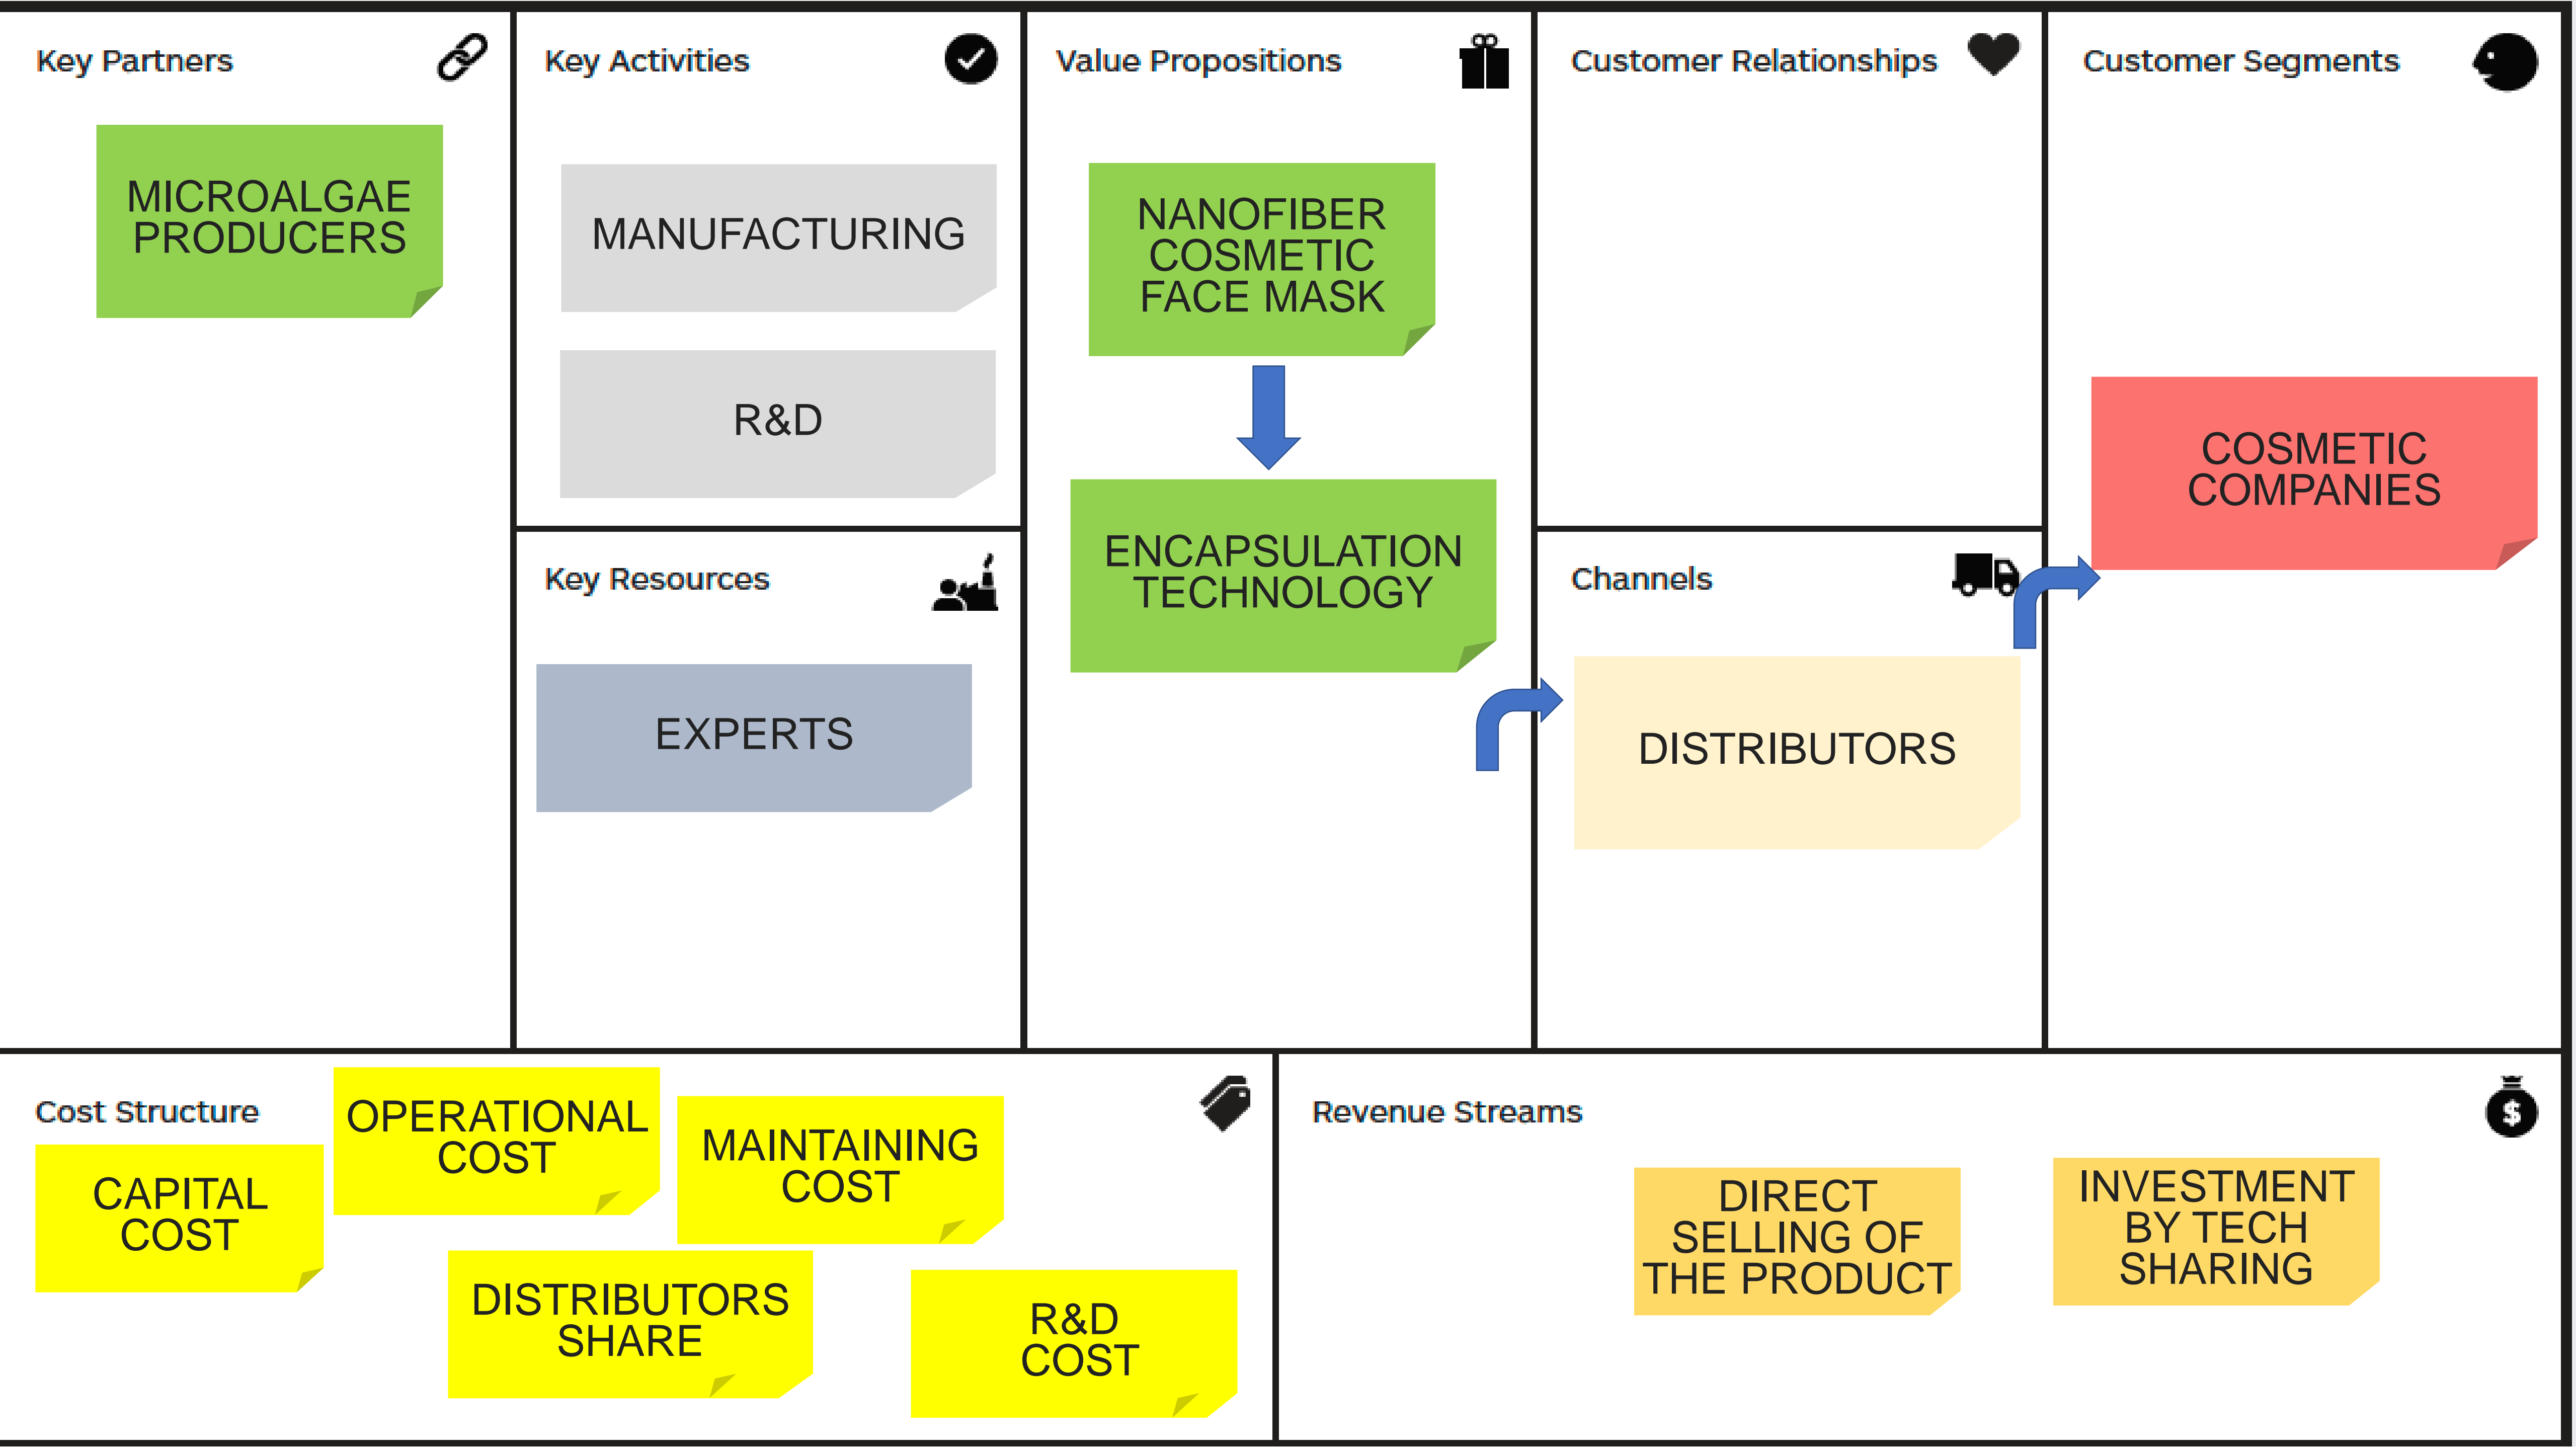 Key Partners
MICROALGAE
PRODUCERS
Key Activities
MANUFACTURING
R&D
Key Resources
EXPERTS
Value Propositions
NANOFIBER
COSMETIC
FACE MASK
ENCAPSULATION
TECHNOLOGY
Customer Relationships
Channels
DISTRIBUTORS
Customer Segments
COSMETIC
COMPANIES
Cost Structure
CAPITAL
COST
OPERATIONAL
COST
MAINTAINING
COST
DISTRIBUTORS
SHARE
R&D
COST
Revenue Streams
$
DIRECT
SELLING OF
THE PRODUCT
INVESTMENT
BY TECH
SHARING